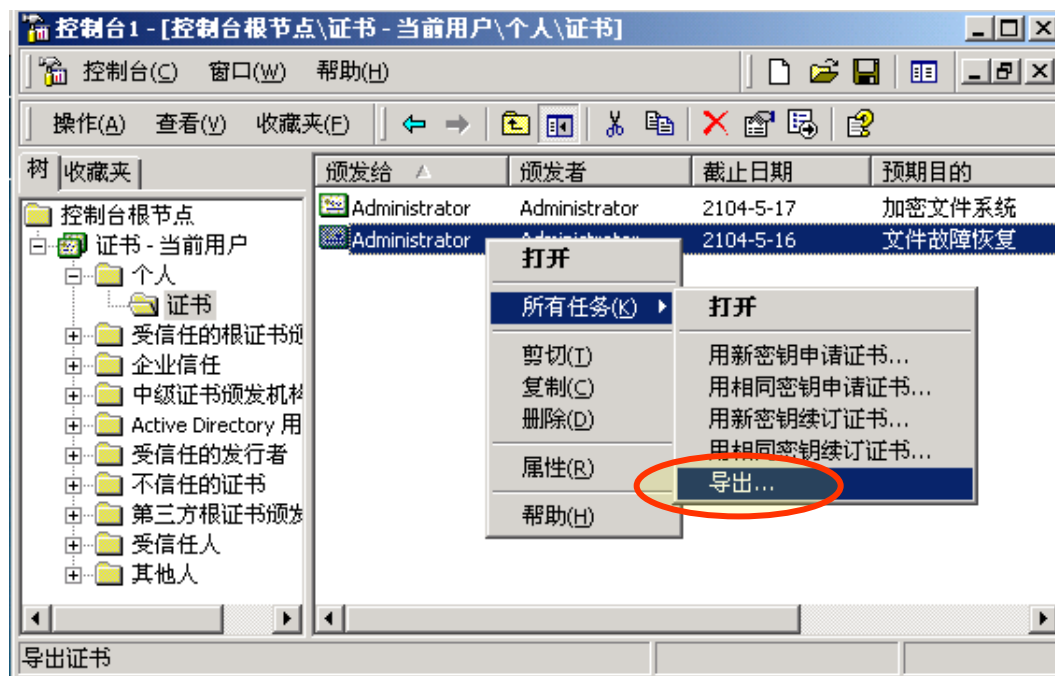 控制台1 - [控制台根节点\证书 - 当前用户\个人\证书]
控制台(C) 窗口(W) 帮助(H)
操作(A) 查看(V) 收藏夹(F)
树 收藏夹
颁发给 颁发者 截止日期 预期目的
控制台根节点
证书 - 当前用户
个人
证书
受信任的根证书颁
企业信任
中级证书颁发机构
Active Directory 用
受信任的发行者
不信任的证书
第三方根证书颁发
受信任人
其他人
Administrator Administrator 2104-5-17 加密文件系统
Administrator Administrator 2104-5-16 文件故障恢复
打开
所有任务(K)
剪切(T)
复制(C)
删除(D)
属性(R)
帮助(H)
打开
用新密钥申请证书...
用相同密钥申请证书...
用新密钥续订证书...
用相同密钥续订证书...
导出...
导出证书